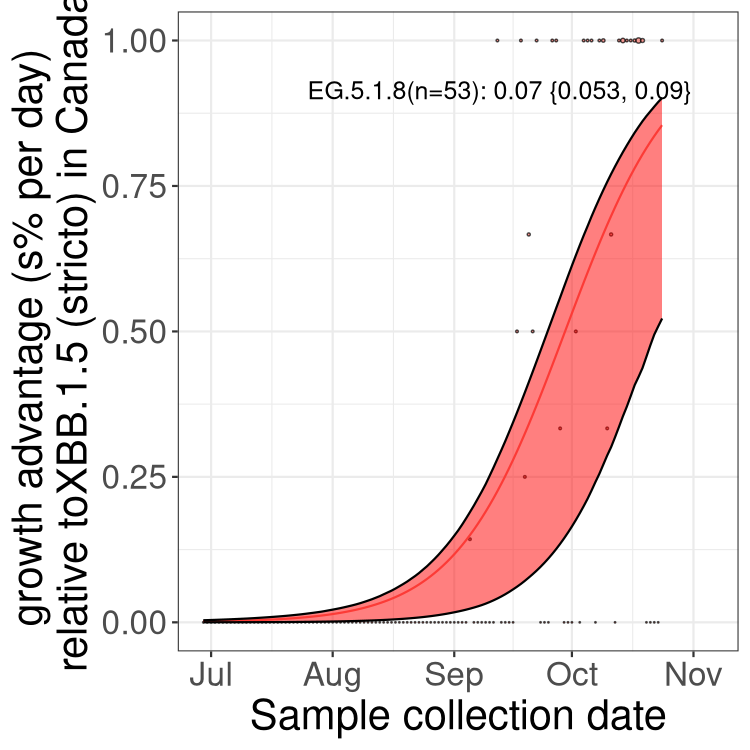 growth advantage (s% per day)
relative toXBB.1.5 (stricto) in Canada
1.00
0.75
0.50
0.25
0.00
EG.5.1.8(n=53): 0.07 {0.053, 0.09}
Jul Aug Sep Oct Nov
Sample collection date